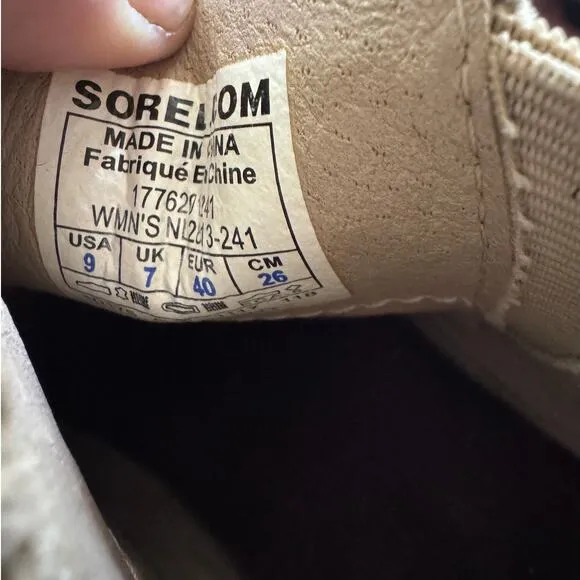 SOREL.COM
MADE IN CHINA
Fabriqué En Chine
WMN'S
USA UK EUR CM
9 7 40 26